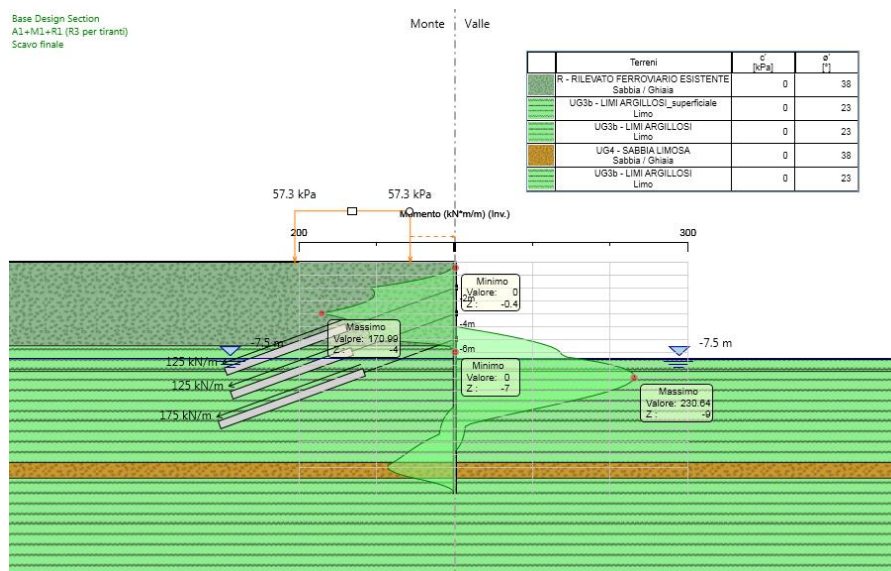 Base Design Section
A1+M1+R1 (R3 per tiranti)
Scavo finale
Monte Valle
Terreni c' [kPa] ø' [°]
R - RILEVATO FERROVIARIO ESISTENTE
Sabbia / Ghiaia 0 38
UG3b - LIMI ARGILLOSI_superficiale
Limo 0 23
UG3b - LIMI ARGILLOSI
Limo 0 23
UG4 - SABBIA LIMOSA
Sabbia / Ghiaia 0 38
UG3b - LIMI ARGILLOSI
Limo 0 23
57.3 kPa 57.3 kPa
Momento (kN*m/m) (Inv.)
200 300
Minimo
Valore: 0
Z : -0.4
-2m
-4m
Massimo
Valore: 170.99
Z : -4
-6m
-7.5 m -7.5 m
125 kN/m
125 kN/m
175 kN/m
Minimo
Valore: 0
Z : -7
Massimo
Valore: 230.64
Z : -9